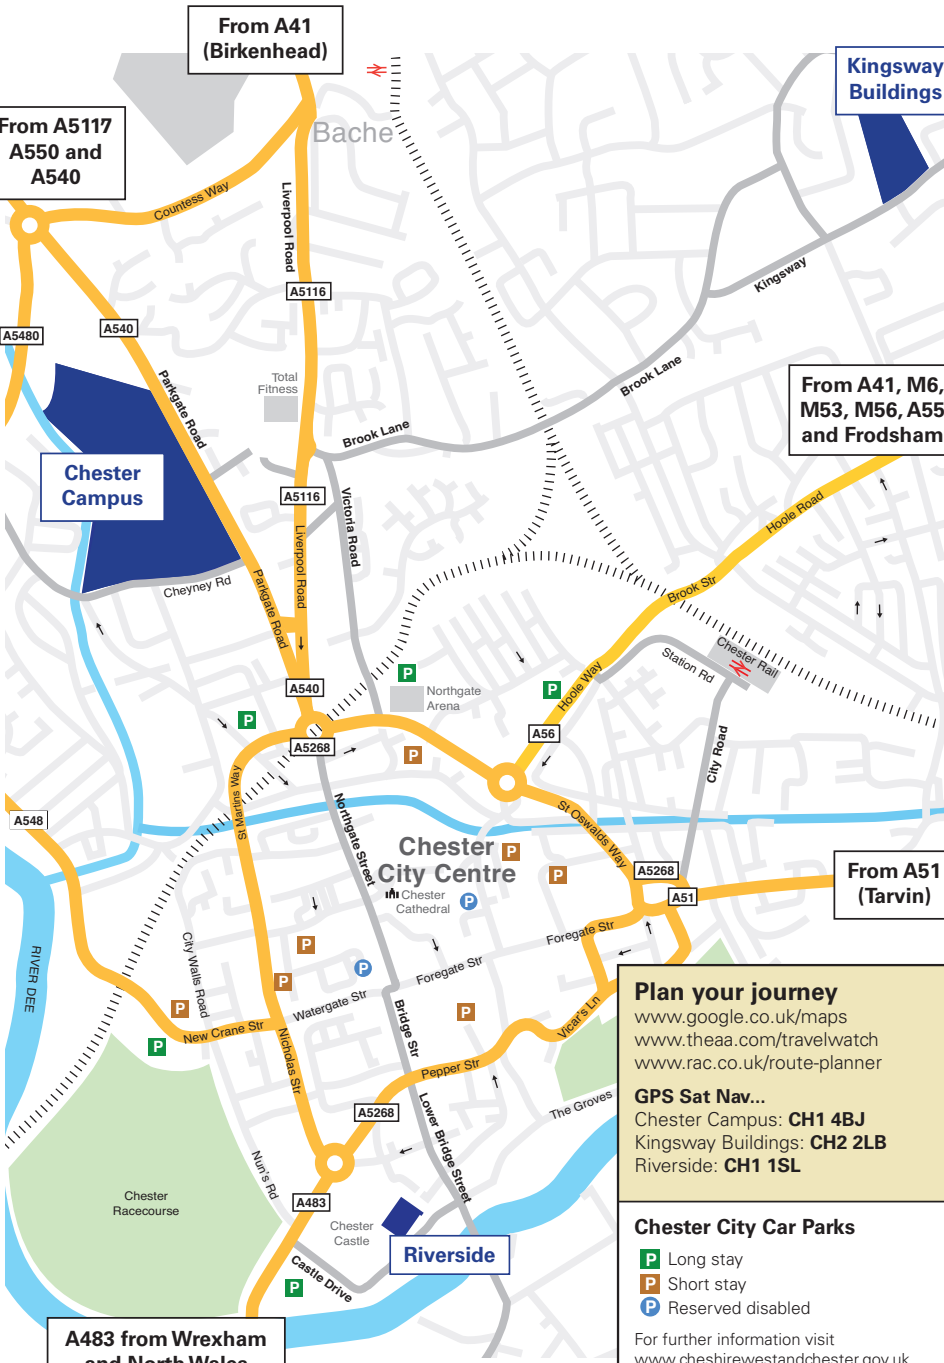 From A41
(Birkenhead)
Kingsway
Buildings
From A5117
A550 and
A540
Bache
Countess Way
Liverpool Road
A5116
Kingsway
A5480
A540
Parkgate Road
Total
Fitness
Brook Lane
Brook Lane
From A41, M6,
M53, M56, A55
and Frodsham
Chester
Campus
A5116
Victoria Road
Liverpool Road
Hoole Road
Cheyney Rd
Parkgate Road
Brook Str
Station Rd
Chester Rail
Hoole Way
P
P
A540
Northgate
Arena
P
A5268
A56
P
City Road
St Martins Way
A548
Northgate Street
St Oswalds Way
Chester
City Centre
P
P
A5268
A51
From A51
(Tarvin)
Chester
Cathedral
P
Foregate Str
P
City Walls Road
RIVER DEE
P
P
Foregate Str
Watergate Str
P
P
New Crane Str
P
Bridge Str
Vicar's Ln
Nicholas Str
Pepper Str
A5268
Lower Bridge Street
The Groves
Nun's Rd
Chester
Racecourse
A483
Chester
Castle
Riverside
Castle Drive
P
A483 from Wrexham
and North Wales
Plan your journey
www.google.co.uk/maps
www.theaa.com/travelwatch
www.rac.co.uk/route-planner
GPS Sat Nav...
Chester Campus: CH1 4BJ
Kingsway Buildings: CH2 2LB
Riverside: CH1 1SL
Chester City Car Parks
P Long stay
P Short stay
P Reserved disabled
For further information visit
www.cheshirewestandchester.gov.uk